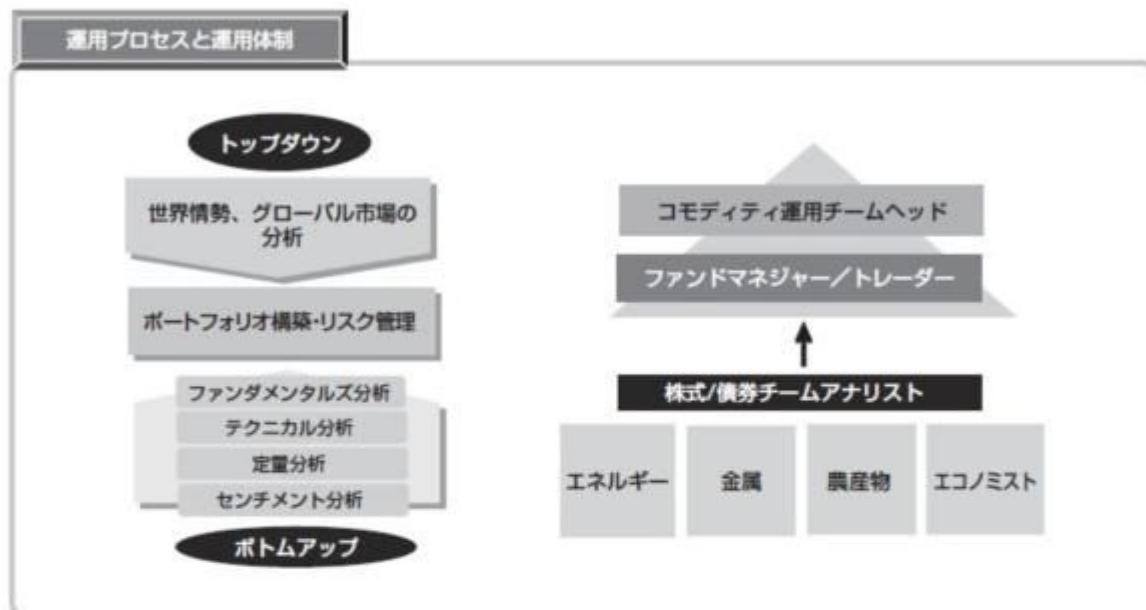 運用プロセスと運用体制
トップダウン
世界情勢、グローバル市場の
分析
ポートフォリオ構築・リスク管理
ファンダメンタルズ分析
テクニカル分析
定量分析
センチメント分析
ボトムアップ
コモディティ運用チームヘッド
ファンドマネジャー／トレーダー
株式/債券チームアナリスト
エネルギー
金属
農産物
エコノミスト